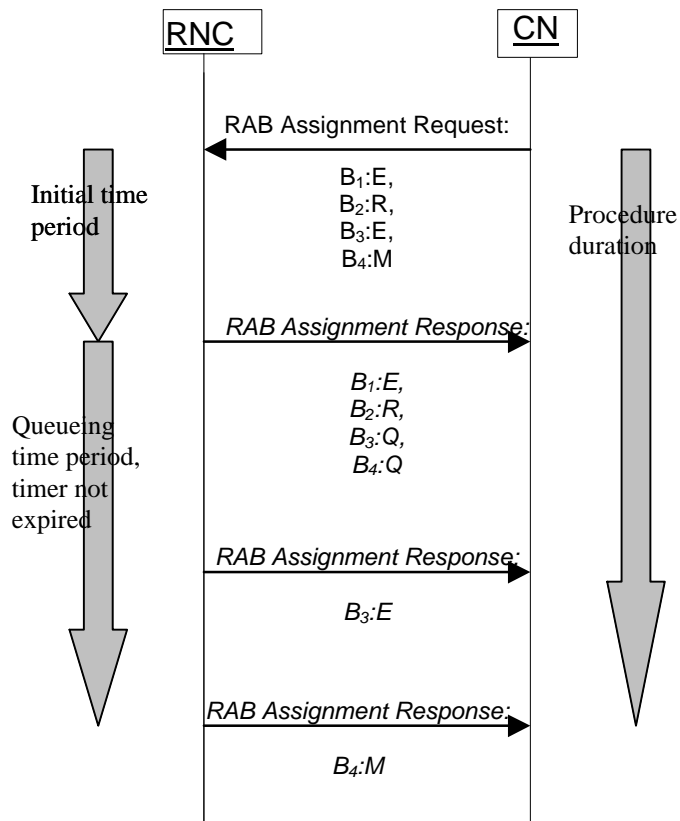 RNC
CN
RAB Assignment Request:
B₁:E,
B₂:R,
B₃:E,
B₄:M
Initial time
period
Procedure
duration
RAB Assignment Response:
B₁:E,
B₂:R,
B₃:Q,
B₄:Q
Queueing
time period,
timer not
expired
RAB Assignment Response:
B₃:E
RAB Assignment Response:
B₄:M